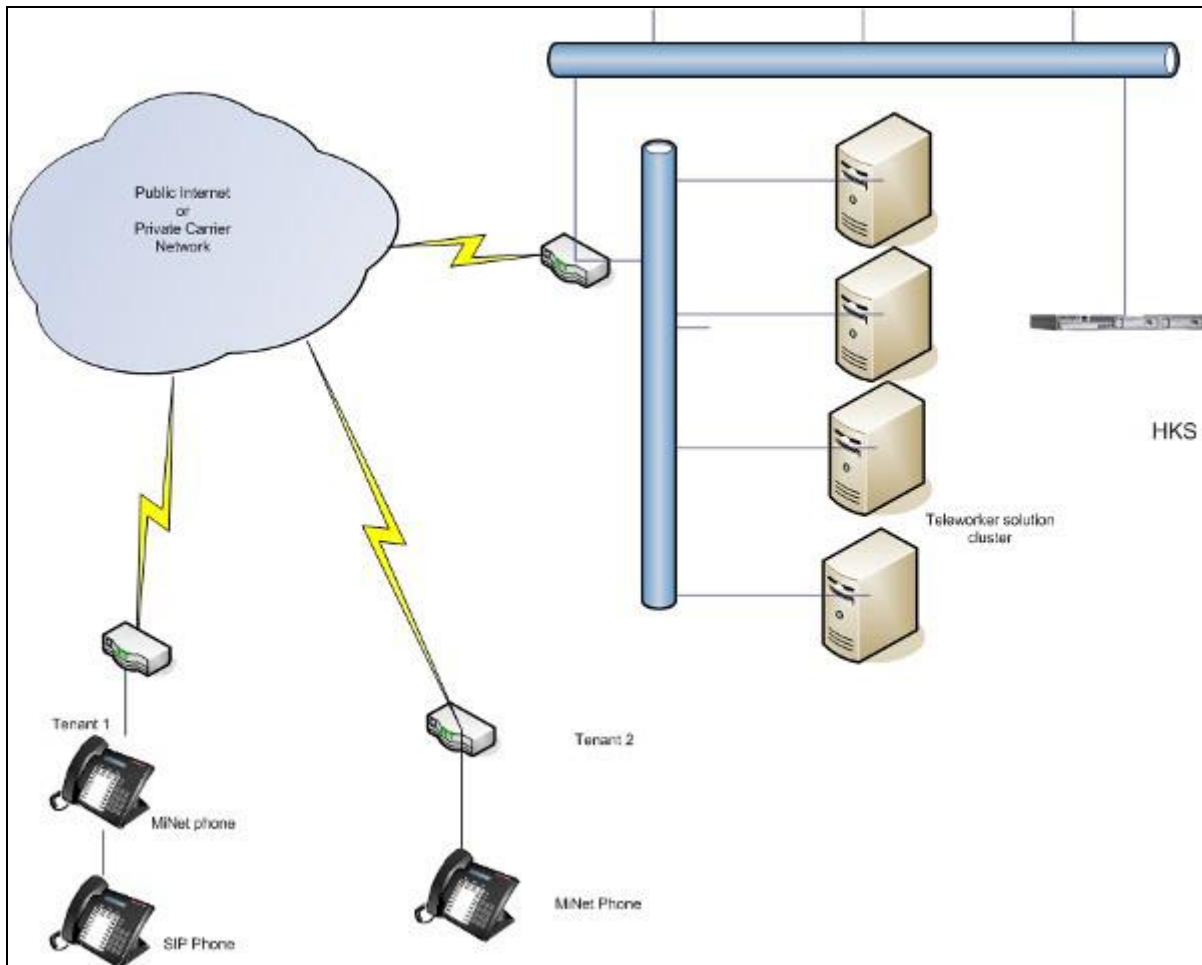 Public Internet
or
Private Carrier
Network
HKS
Teleworker solution
cluster
Tenant 1
Tenant 2
MiNet phone
MiNet Phone
SIP Phone